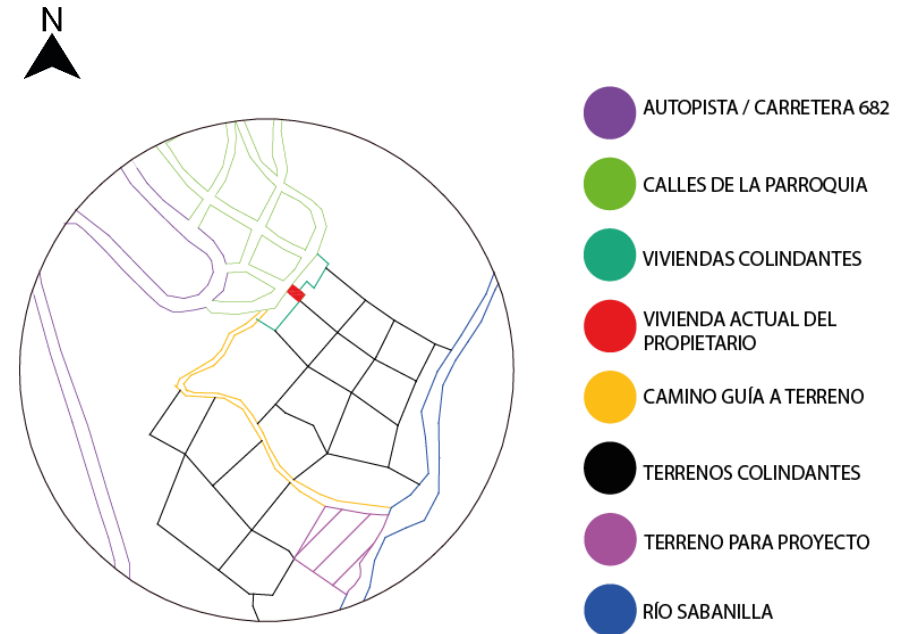 N
AUTOPISTA / CARRETERA 682
CALLES DE LA PARROQUIA
VIVIENDAS COLINDANTES
VIVIENDA ACTUAL DEL
PROPIETARIO
CAMINO GUÍA A TERRENO
TERRENOS COLINDANTES
TERRENO PARA PROYECTO
RÍO SABANILLA